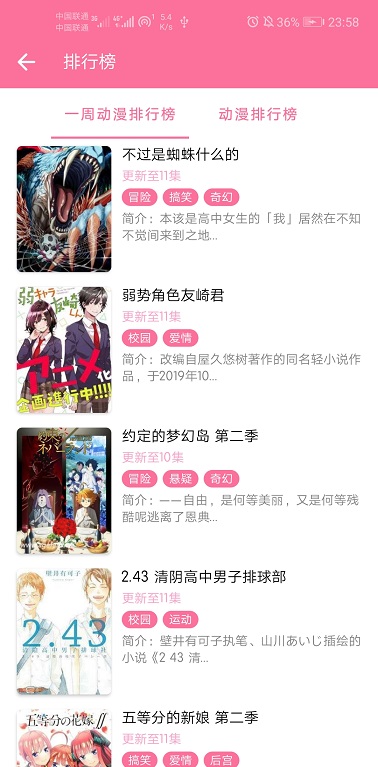 中国联通 3G 4G+ 1 5.4 K/s 36% 23:58
中国联通
排行榜
一周动漫排行榜 动漫排行榜
不过是蜘蛛什么的
更新至11集
冒险 搞笑 奇幻
简介：本该是高中女生的「我」居然在不知
不觉间来到之地...
弱势角色友崎君
更新至11集
校园 爱情
简介：改编自屋久悠树著作的同名轻小说作
品，于2019年10...
弱キャラ
友崎くん
アニメ化
企画進行中!!!!
约定的梦幻岛 第二季
更新至10集
冒险 悬疑 奇幻
简介：——自由，是何等美丽，又是何等残
酷呢逃离了恩典...
2.43 清阴高中男子排球部
更新至11集
校园 运动
简介：壁井有可子执笔、山川あいじ插绘的
小说《2 43 清...
壁井有可子
2.43
清陰高校男子排球部
五等分的新娘 第二季
更新至11集
搞笑 爱情 后宫
五等分の花嫁∬